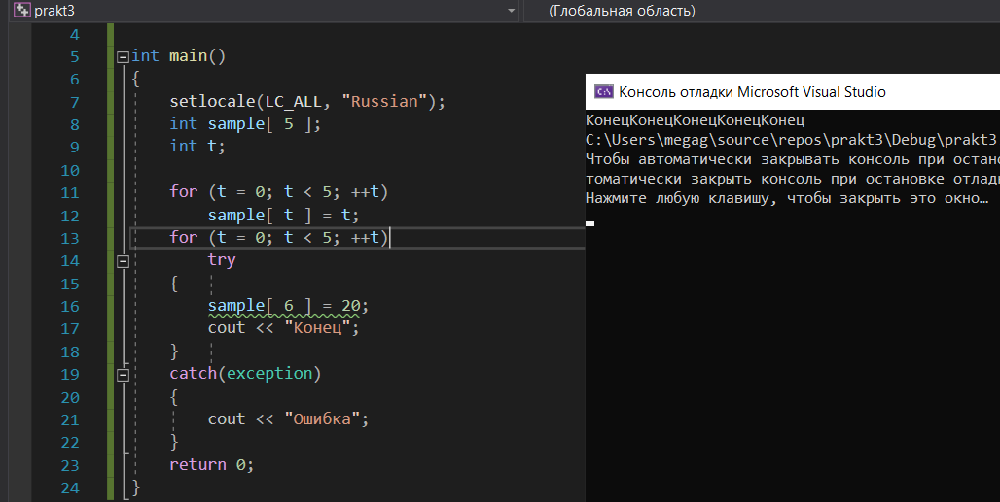 prakt3 (Глобальная область)
4
5 int main()
6 {
7 setlocale(LC_ALL, "Russian");
8 int sample[ 5 ];
9 int t;
10
11 for (t = 0; t < 5; ++t)
12 sample[ t ] = t;
13 for (t = 0; t < 5; ++t)
14 try
15 {
16 sample[ 6 ] = 20;
17 cout << "Конец";
18 }
19 catch(exception)
20 {
21 cout << "Ошибка";
22 }
23 return 0;
24 }
C:\ Консоль отладки Microsoft Visual Studio
КонецКонецКонецКонецКонец
C:\Users\megag\source\repos\prakt3\Debug\prakt3
Чтобы автоматически закрывать консоль при остано
томатически закрыть консоль при остановке отлад
Нажмите любую клавишу, чтобы закрыть это окно…